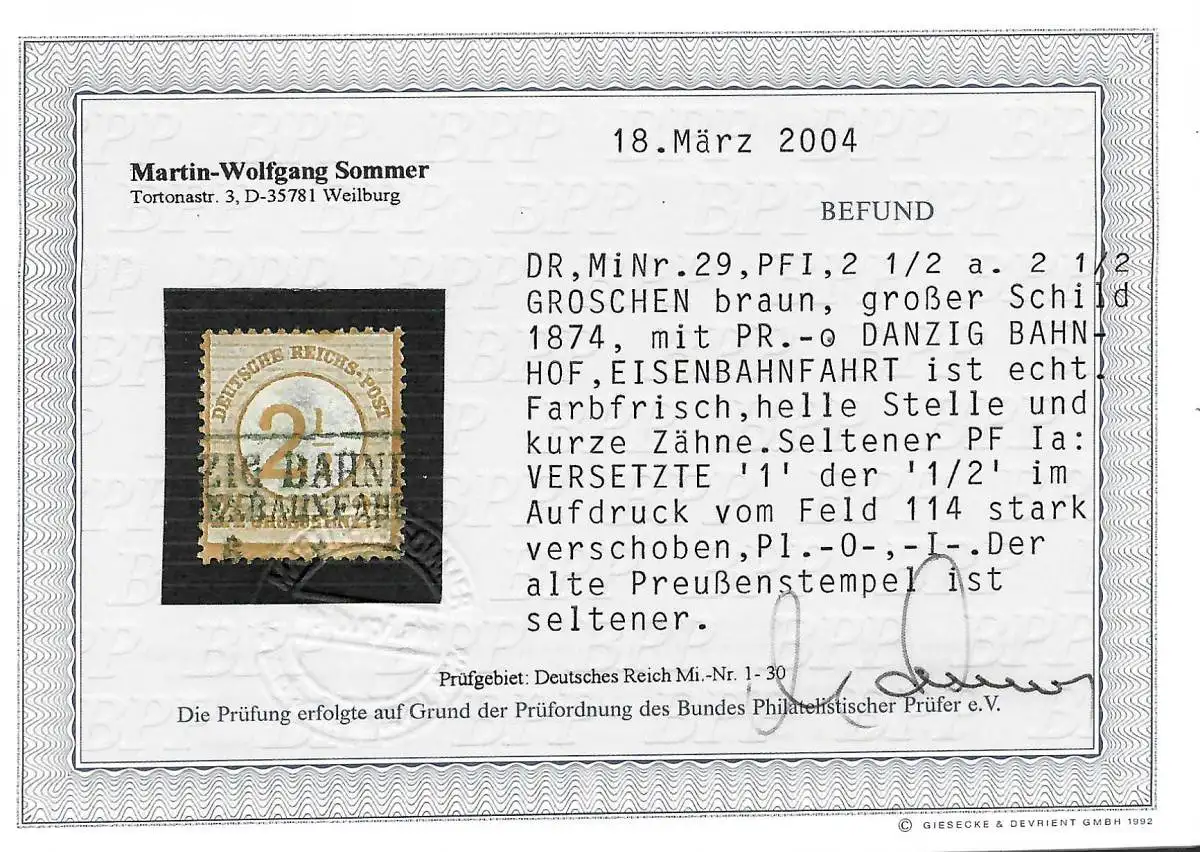 18.März 2004
Martin-Wolfgang Sommer
Tortonastr. 3, D-35781 Weilburg
BEFUND
DR,MiNr.29,PFI,2 1/2 a. 2 1/2
GROSCHEN braun, großer Schild
1874, mit PR.-o DANZIG BAHN-
HOF,EISENBAHNFAHRT ist echt.
Farbfrisch,helle Stelle und
kurze Zähne.Seltener PF Ia:
VERSETZTE '1' der '1/2' im
Aufdruck vom Feld 114 stark
verschoben,Pl.-O-,-I-.Der
alte Preußenstempel ist
seltener.
DEUTSCHE REICHS-POST
2½
ZIG BAHNH
Prüfgebiet: Deutsches Reich Mi.-Nr. 1- 30
Die Prüfung erfolgte auf Grund der Prüfordnung des Bundes Philatelistischer Prüfer e.V.
© GIESECKE & DEVRIENT GMBH 1992